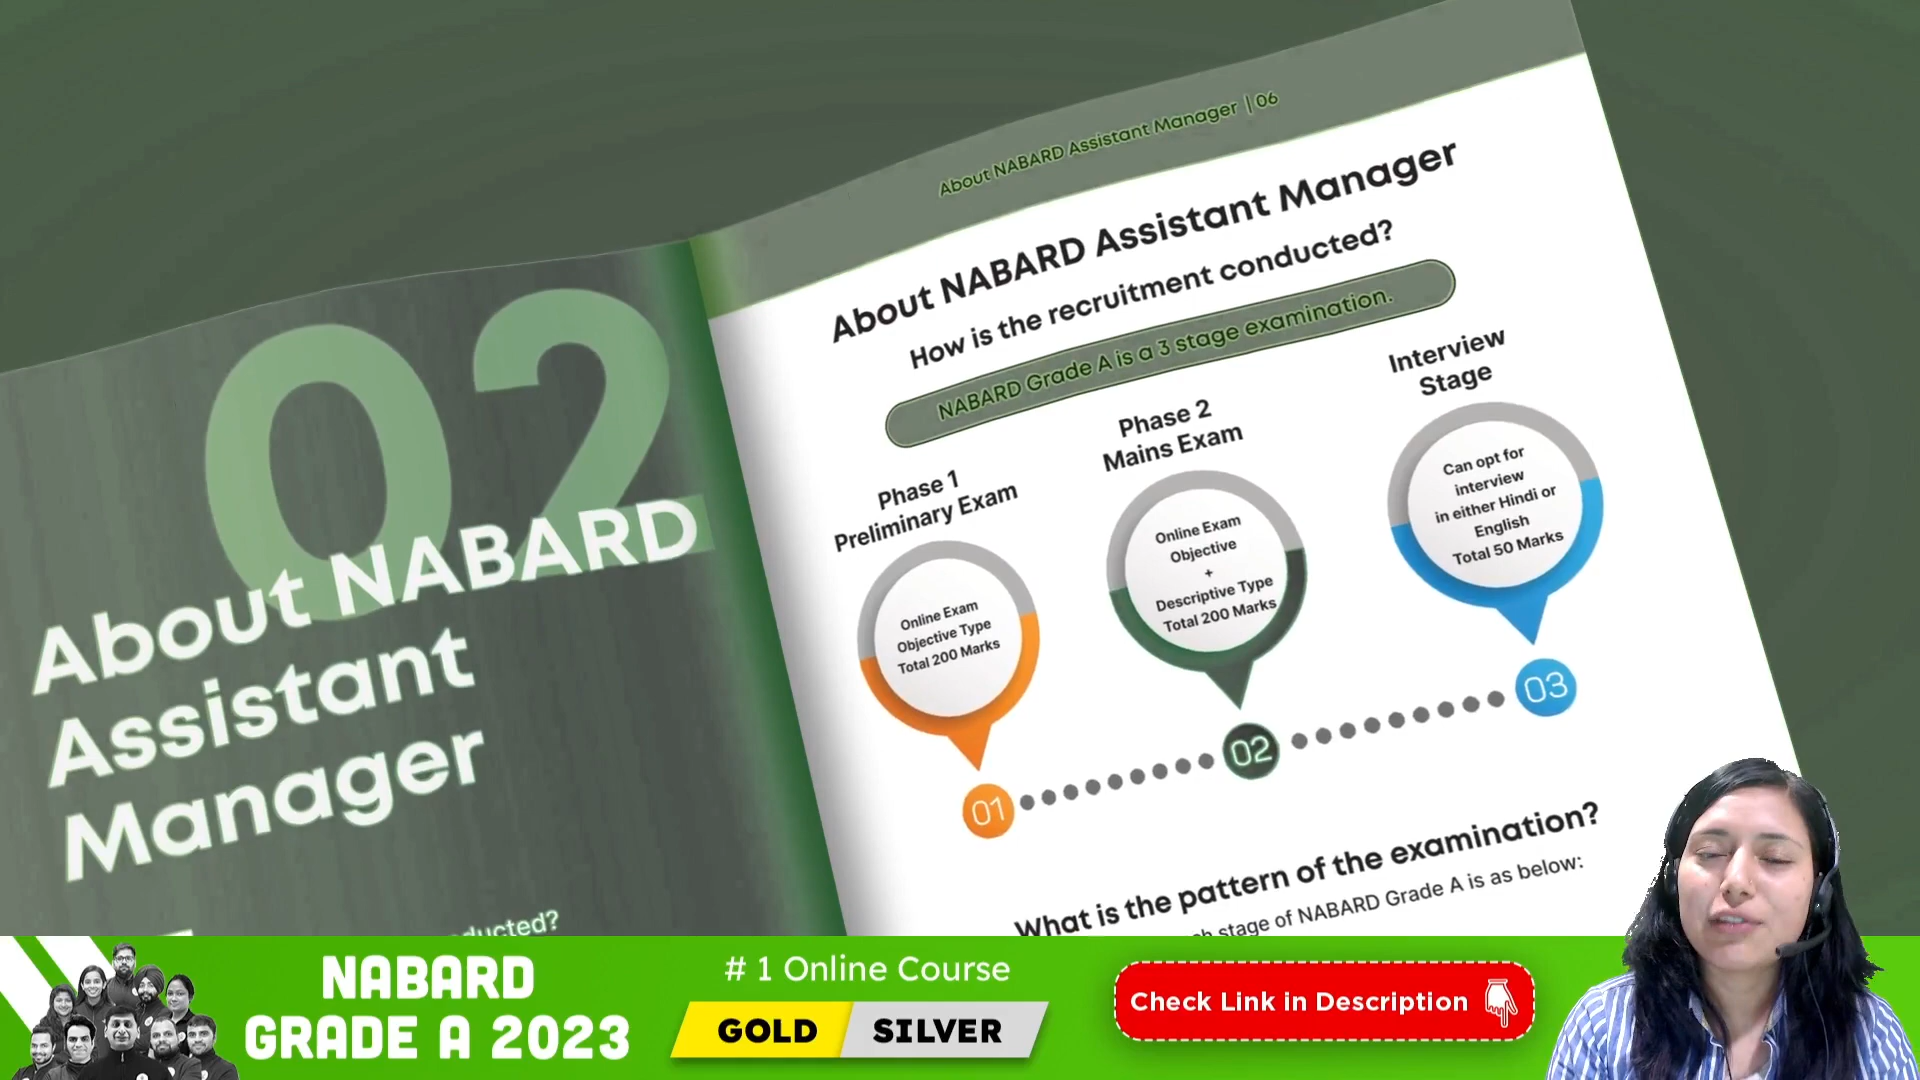 02
About NABARD
Assistant
Manager
ducted?
About NABARD Assistant Manager | 06
About NABARD Assistant Manager
How is the recruitment conducted?
NABARD Grade A is a 3 stage examination.
Phase 1
Preliminary Exam
Online Exam
Objective Type
Total 200 Marks
01
Phase 2
Mains Exam
Online Exam
Objective
+
Descriptive Type
Total 200 Marks
02
Interview
Stage
Can opt for
interview
in either Hindi or
English
Total 50 Marks
03
What is the pattern of the examination?
stage of NABARD Grade A is as below:
NABARD
GRADE A 2023
# 1 Online Course
GOLD SILVER
Check Link in Description